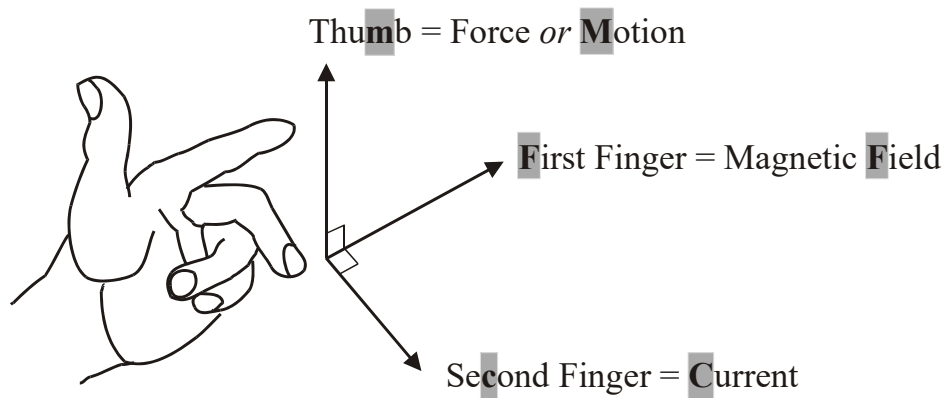 Thumb = Force or Motion
First Finger = Magnetic Field
Second Finger = Current